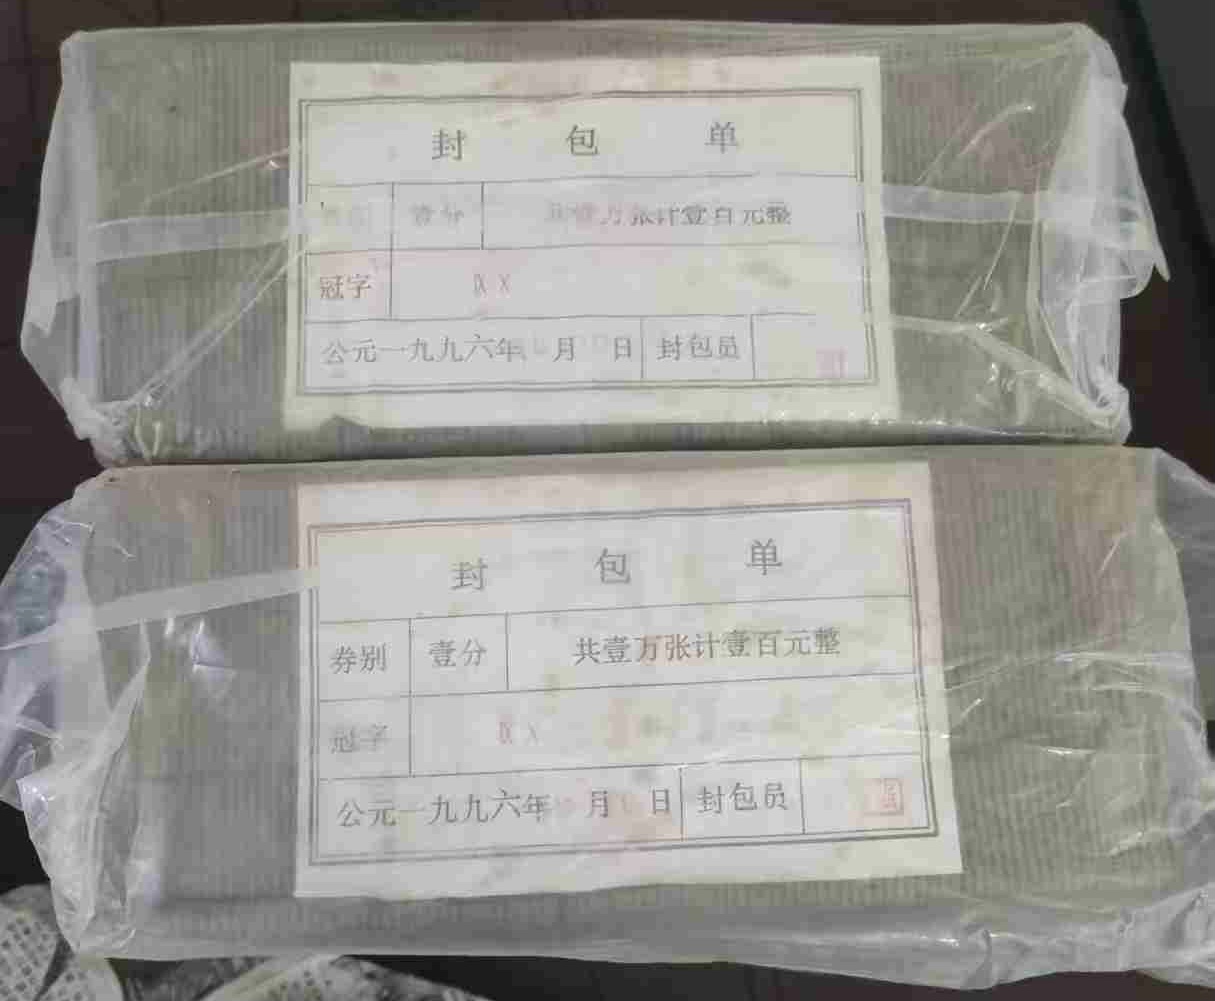 封 包 单
壹分 共壹万张计壹百元整
冠字 Ⅸ Ⅹ
公元一九九六年 月 日 封包员
封 包 单
券别 壹分 共壹万张计壹百元整
冠字 Ⅸ Ⅹ
公元一九九六年 月 日 封包员